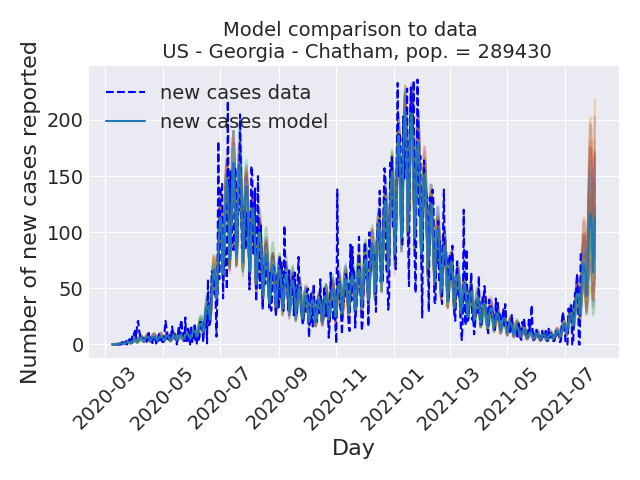 Model comparison to data
US - Georgia - Chatham, pop. = 289430
Number of new cases reported
new cases data
new cases model
200
150
100
50
0
2020-03
2020-05
2020-07
2020-09
2020-11
2021-01
2021-03
2021-05
2021-07
Day